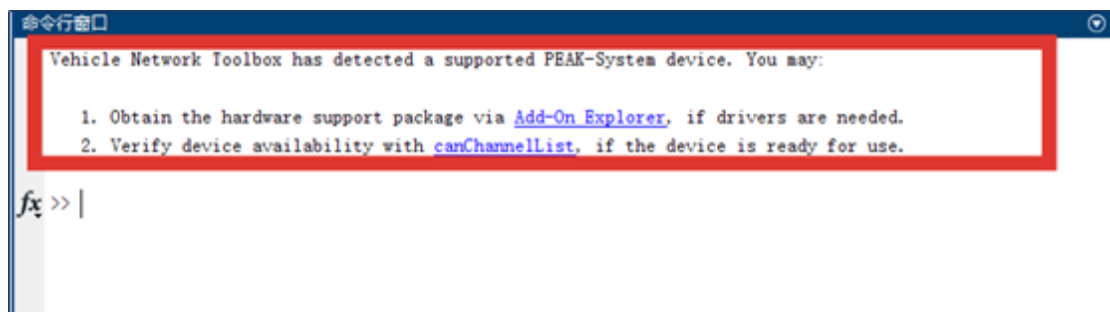 命令行窗口
Vehicle Network Toolbox has detected a supported PEAK-System device. You may:
1. Obtain the hardware support package via Add-On Explorer, if drivers are needed.
2. Verify device availability with canChannelList, if the device is ready for use.
fx >>